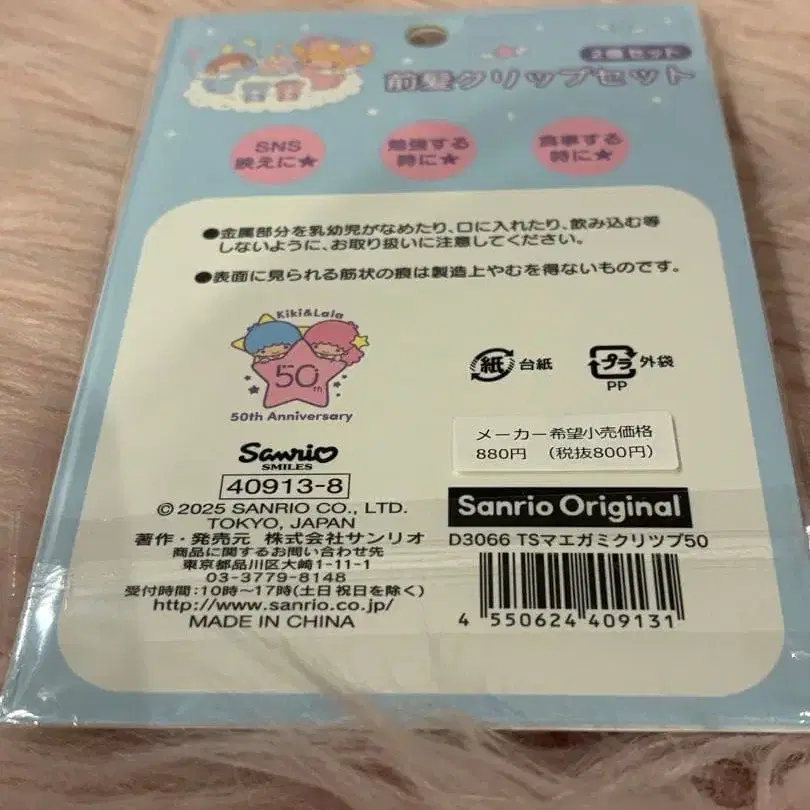 2個セット
前髪クリップセット
SNS
映えに★
勉強する
時に★
食事する
時に★
●金属部分を乳幼児がなめたり、口に入れたり、飲み込む等
しないように、お取り扱いに注意してください。
●表面に見られる筋状の痕は製造上やむを得ないものです。
Kiki&Lala
50th
50th Anniversary
紙 台紙
プラ 外袋
PP
メーカー希望小売価格
880円 (税抜800円)
Sanrio
SMILES
40913-8
© 2025 SANRIO CO., LTD.
TOKYO, JAPAN
著作・発売元 株式会社サンリオ
商品に関するお問い合わせ先
東京都品川区大崎1-11-1
03-3779-8148
受付時間:10時〜17時(土日祝日を除く)
http://www.sanrio.co.jp/
MADE IN CHINA
Sanrio Original
D3066 TSマエガミクリツプ50
4 550624 409131